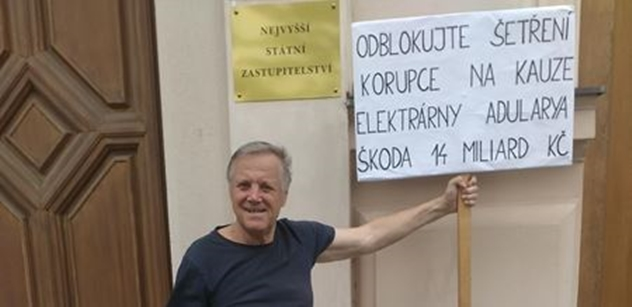 NEJVYŠŠÍ
STÁTNÍ
ZASTUPITELSTVÍ
ODBLOKUJTE ŠETŘENÍ
KORUPCE NA KAUZE
ELEKTRÁRNY ADULARYA
ŠKODA 14 MILIARD KČ